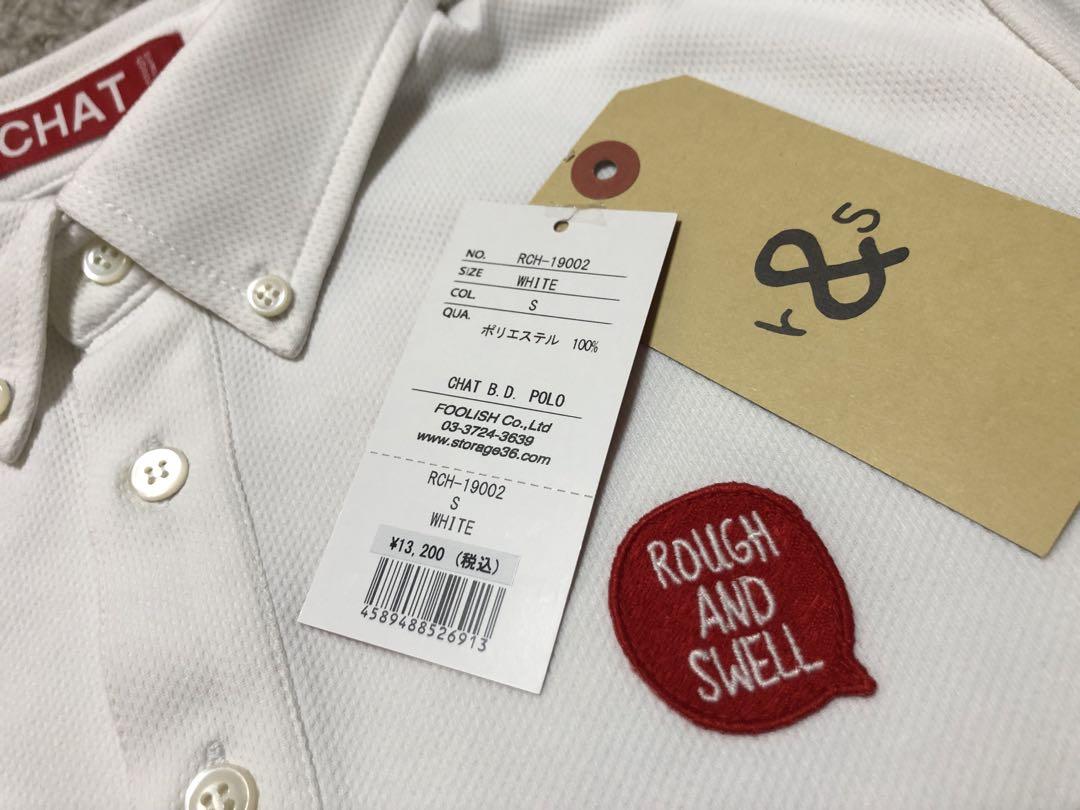 CHAT
NO. RCH-19002
SIZE WHITE
COL. S
QUA. ポリエステル 100%
CHAT B.D. POLO
FOOLISH Co.,Ltd
03-3724-3639
www.storage36.com
RCH-19002
S
WHITE
¥13,200 (税込)
4589488526913
r & s
ROUGH
AND
SWELL